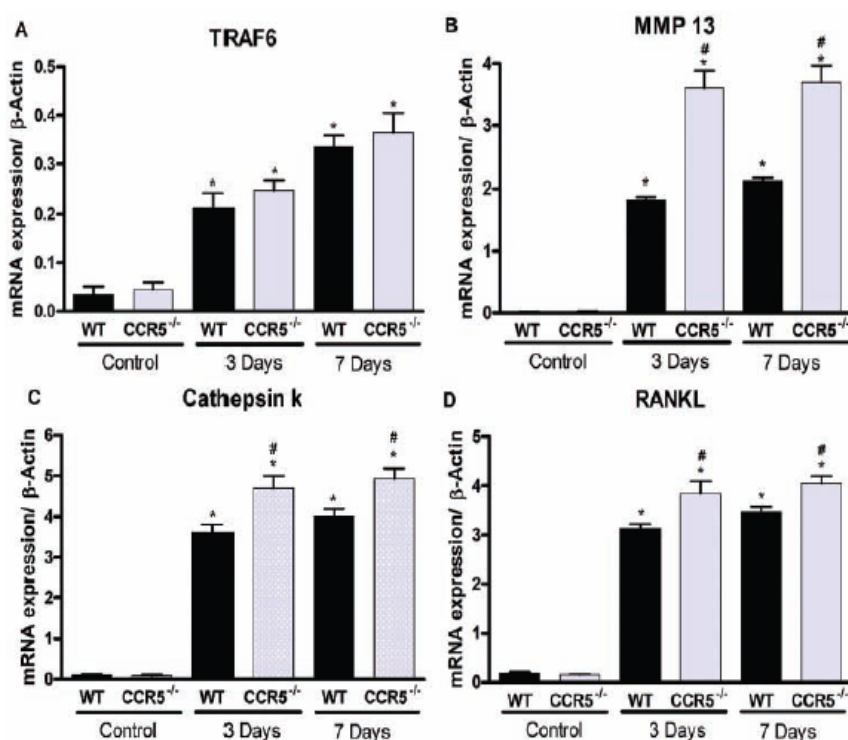 A
TRAF6
mRNA expression/ β-Actin
0.5
0.4
0.3
0.2
0.1
0.0
* * * *
WT CCR5-/- WT CCR5-/- WT CCR5-/-
Control 3 Days 7 Days
B
MMP 13
mRNA expression/ β-Actin
4
3
2
1
0
# #
* * * *
WT CCR5-/- WT CCR5-/- WT CCR5-/-
Control 3 Days 7 Days
C
Cathepsin k
mRNA expression/ β-Actin
6
5
4
3
2
1
0
# #
* * * *
WT CCR5-/- WT CCR5-/- WT CCR5-/-
Control 3 Days 7 Days
D
RANKL
mRNA expression/ β-Actin
5
4
3
2
1
0
# #
* * * *
WT CCR5-/- WT CCR5-/- WT CCR5-/-
Control 3 Days 7 Days